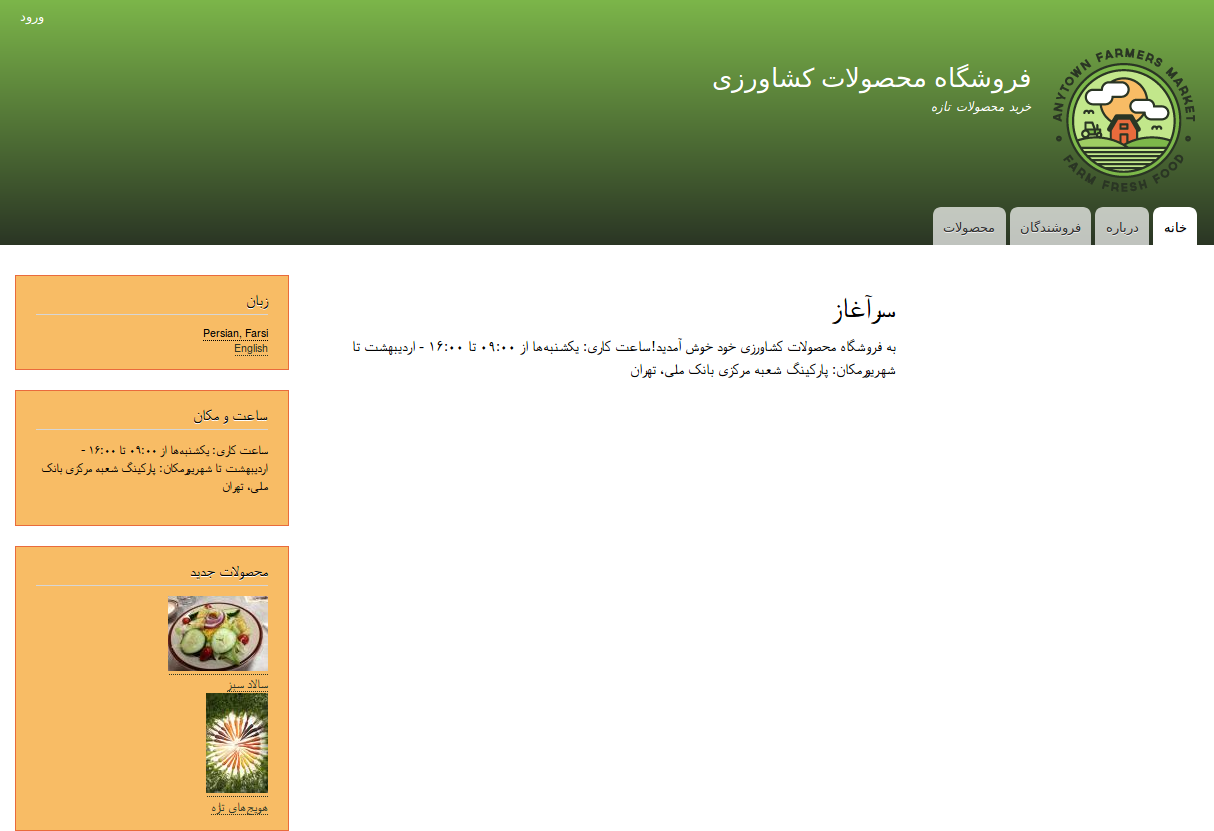 ورود
ANYTOWN FARMERS MARKET
FARM FRESH FOOD
فروشگاه محصولات کشاورزی
خرید محصولات تازه
خانه
درباره
فروشندگان
محصولات
سرآغاز
به فروشگاه محصولات کشاورزی خود خوش آمدید!ساعت کاری: یکشنبه‌ها از ۰۹:۰۰ تا ۱۶:۰۰ - اردیبهشت تا
شهریورمکان: پارکینگ شعبه مرکزی بانک ملی، تهران
زبان
Persian, Farsi
English
ساعت و مکان
ساعت کاری: یکشنبه‌ها از ۰۹:۰۰ تا ۱۶:۰۰ -
اردیبهشت تا شهریورمکان: پارکینگ شعبه مرکزی بانک
ملی، تهران
محصولات جدید
سالاد سبز
هویج‌های تازه